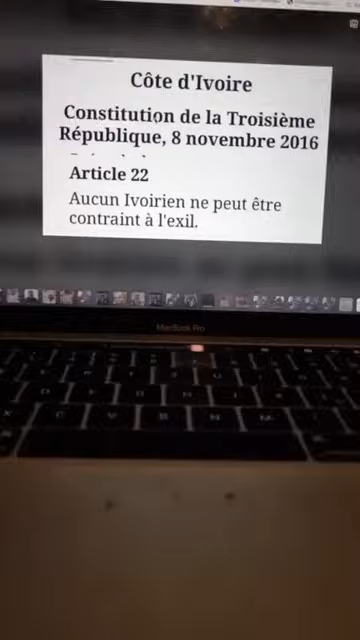 Côte d'Ivoire
Constitution de la Troisième
République, 8 novembre 2016
Article 22
Aucun Ivoirien ne peut être
contraint à l'exil.
MacBook Pro